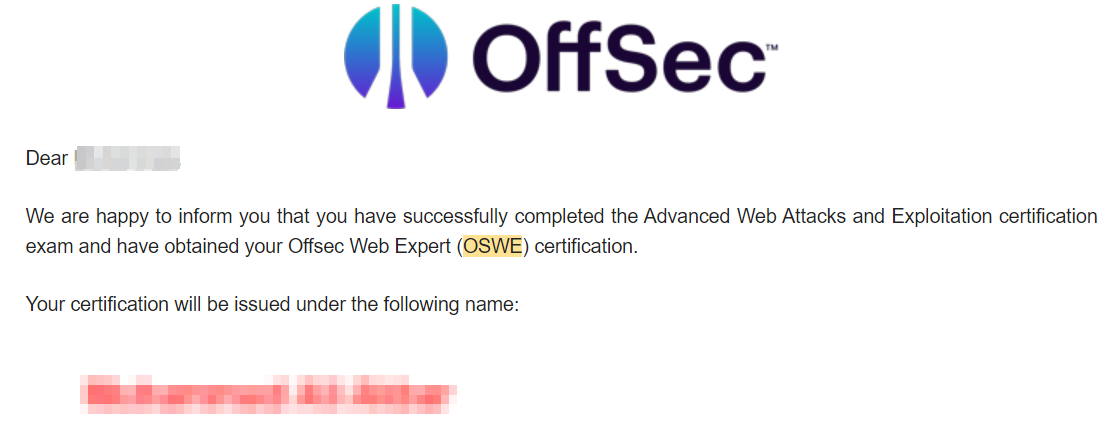 OffSec™
Dear
We are happy to inform you that you have successfully completed the Advanced Web Attacks and Exploitation certification
exam and have obtained your Offsec Web Expert (OSWE) certification.
Your certification will be issued under the following name: